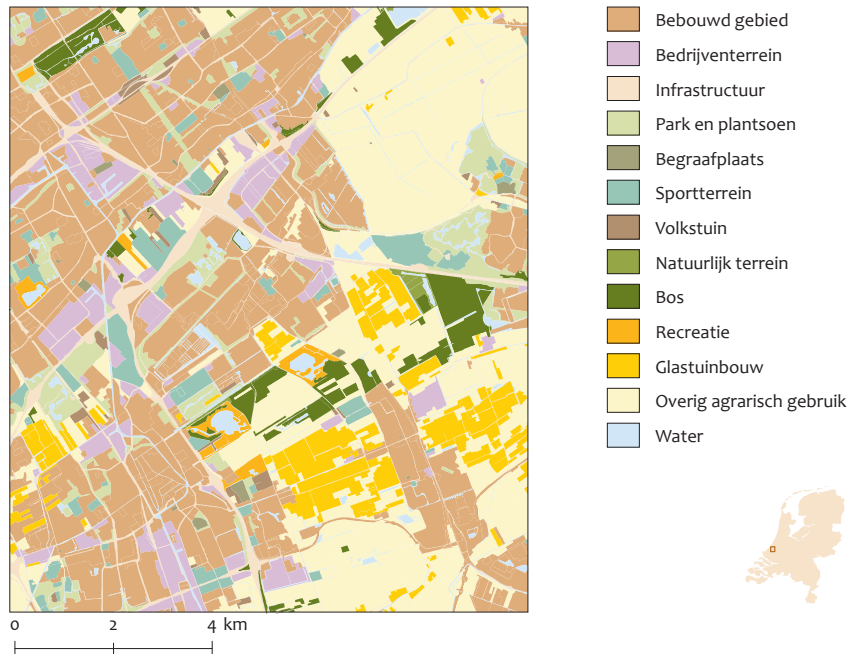 Bebouwd gebied
Bedrijventerrein
Infrastructuur
Park en plantsoen
Begraafplaats
Sportterrein
Volkstuin
Natuurlijk terrein
Bos
Recreatie
Glastuinbouw
Overig agrarisch gebruik
Water
0 2 4 km